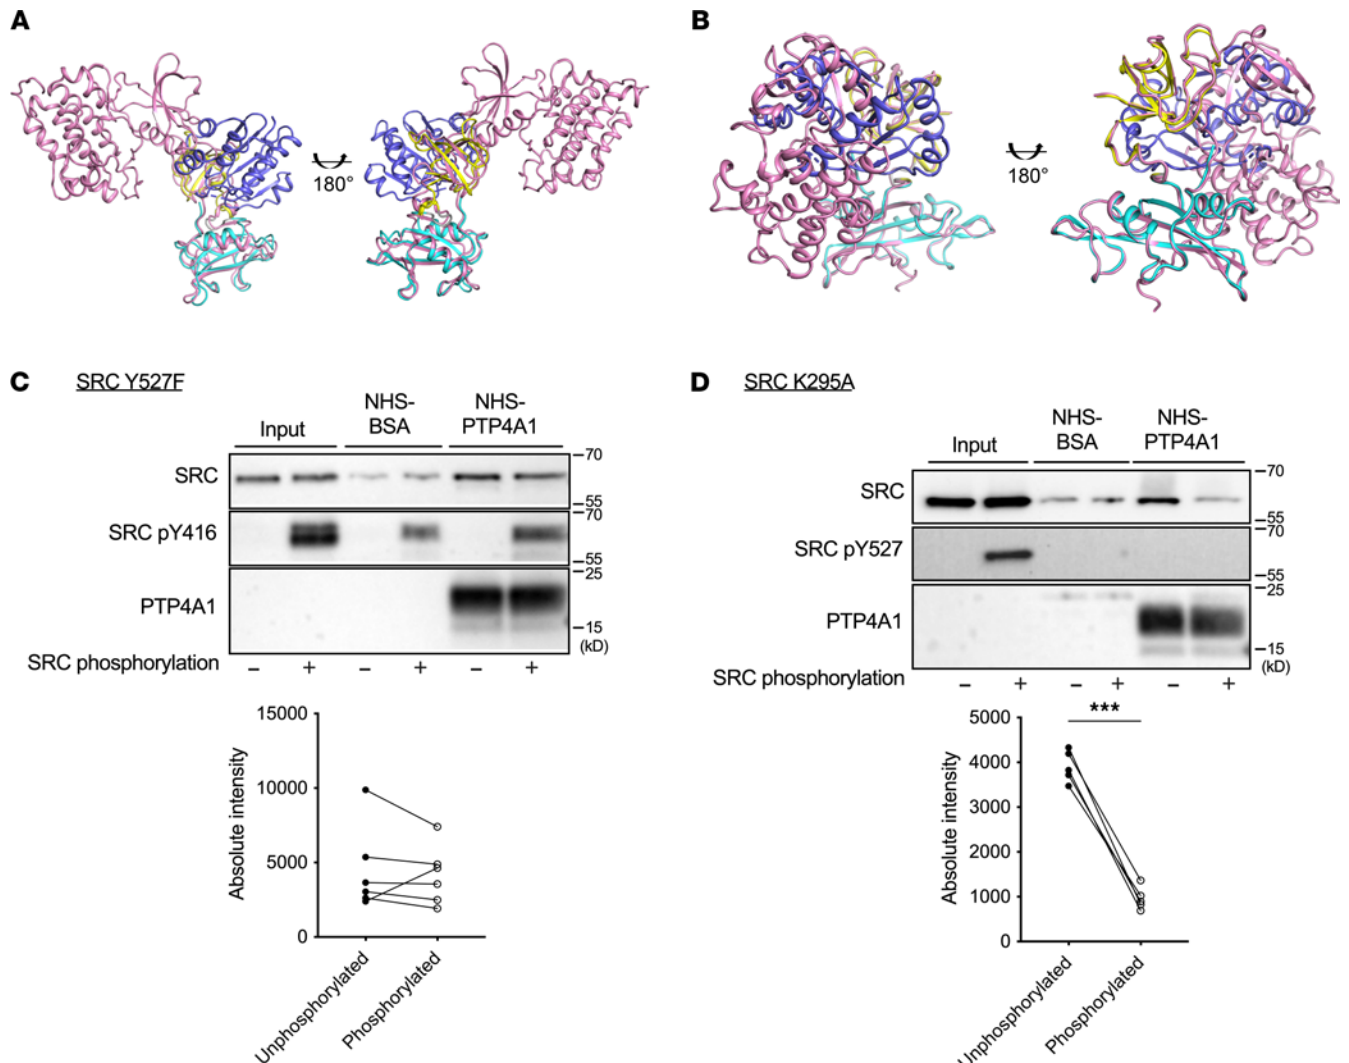 A
B
180°
180°
C
SRC Y527F
Input
NHS-
BSA
NHS-
PTP4A1
SRC
–70
–55
SRC pY416
–70
–55
PTP4A1
–25
–15
(kD)
SRC phosphorylation – + – + – +
15000
10000
5000
0
Absolute intensity
Unphosphorylated
Phosphorylated
D
SRC K295A
Input
NHS-
BSA
NHS-
PTP4A1
SRC
–70
–55
SRC pY527
–70
–55
PTP4A1
–25
–15
(kD)
SRC phosphorylation – + – + – +
***
5000
4000
3000
2000
1000
0
Absolute intensity
Unphosphorylated
Phosphorylated